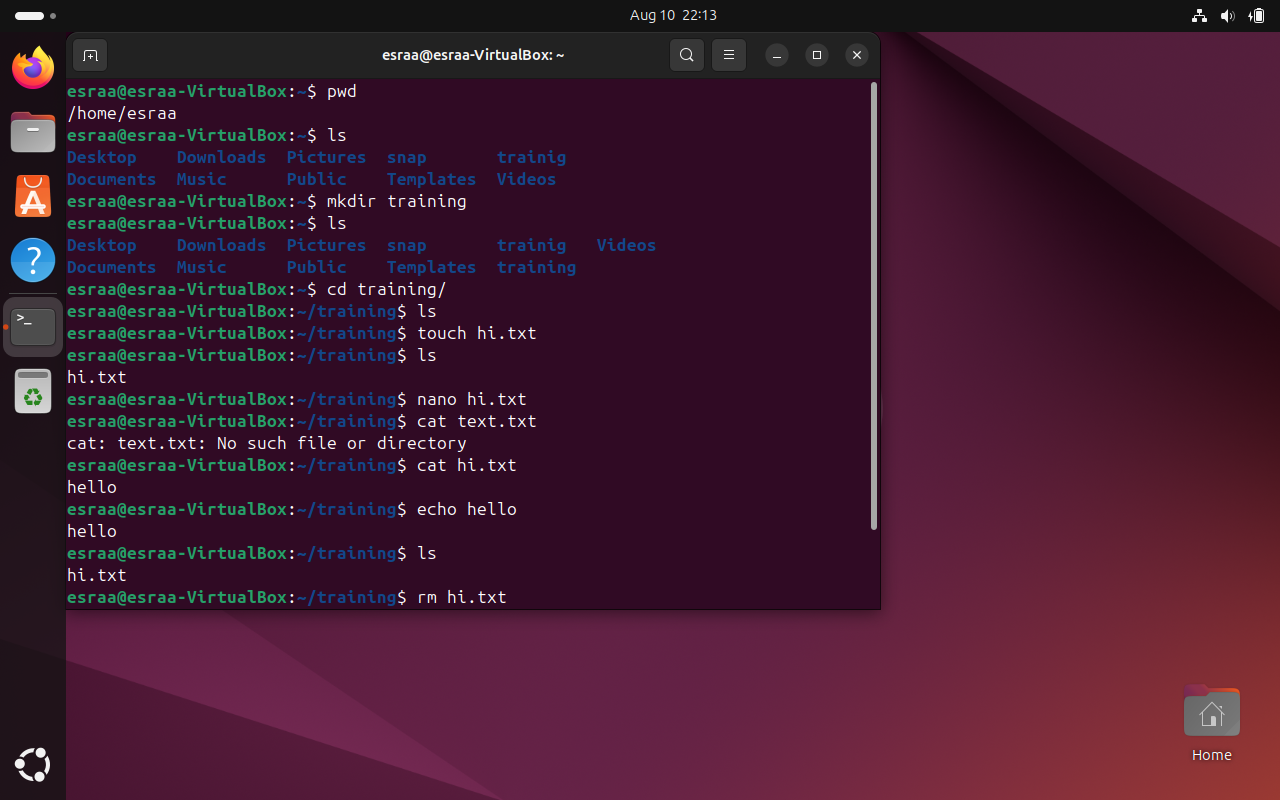 Aug 10 22:13
esraa@esraa-VirtualBox: ~
esraa@esraa-VirtualBox:~$ pwd
/home/esraa
esraa@esraa-VirtualBox:~$ ls
Desktop    Downloads  Pictures  snap       trainig
Documents  Music      Public    Templates  Videos
esraa@esraa-VirtualBox:~$ mkdir training
esraa@esraa-VirtualBox:~$ ls
Desktop    Downloads  Pictures  snap       trainig   Videos
Documents  Music      Public    Templates  training
esraa@esraa-VirtualBox:~$ cd training/
esraa@esraa-VirtualBox:~/training$ ls
esraa@esraa-VirtualBox:~/training$ touch hi.txt
esraa@esraa-VirtualBox:~/training$ ls
hi.txt
esraa@esraa-VirtualBox:~/training$ nano hi.txt
esraa@esraa-VirtualBox:~/training$ cat text.txt
cat: text.txt: No such file or directory
esraa@esraa-VirtualBox:~/training$ cat hi.txt
hello
esraa@esraa-VirtualBox:~/training$ echo hello
hello
esraa@esraa-VirtualBox:~/training$ ls
hi.txt
esraa@esraa-VirtualBox:~/training$ rm hi.txt
Home